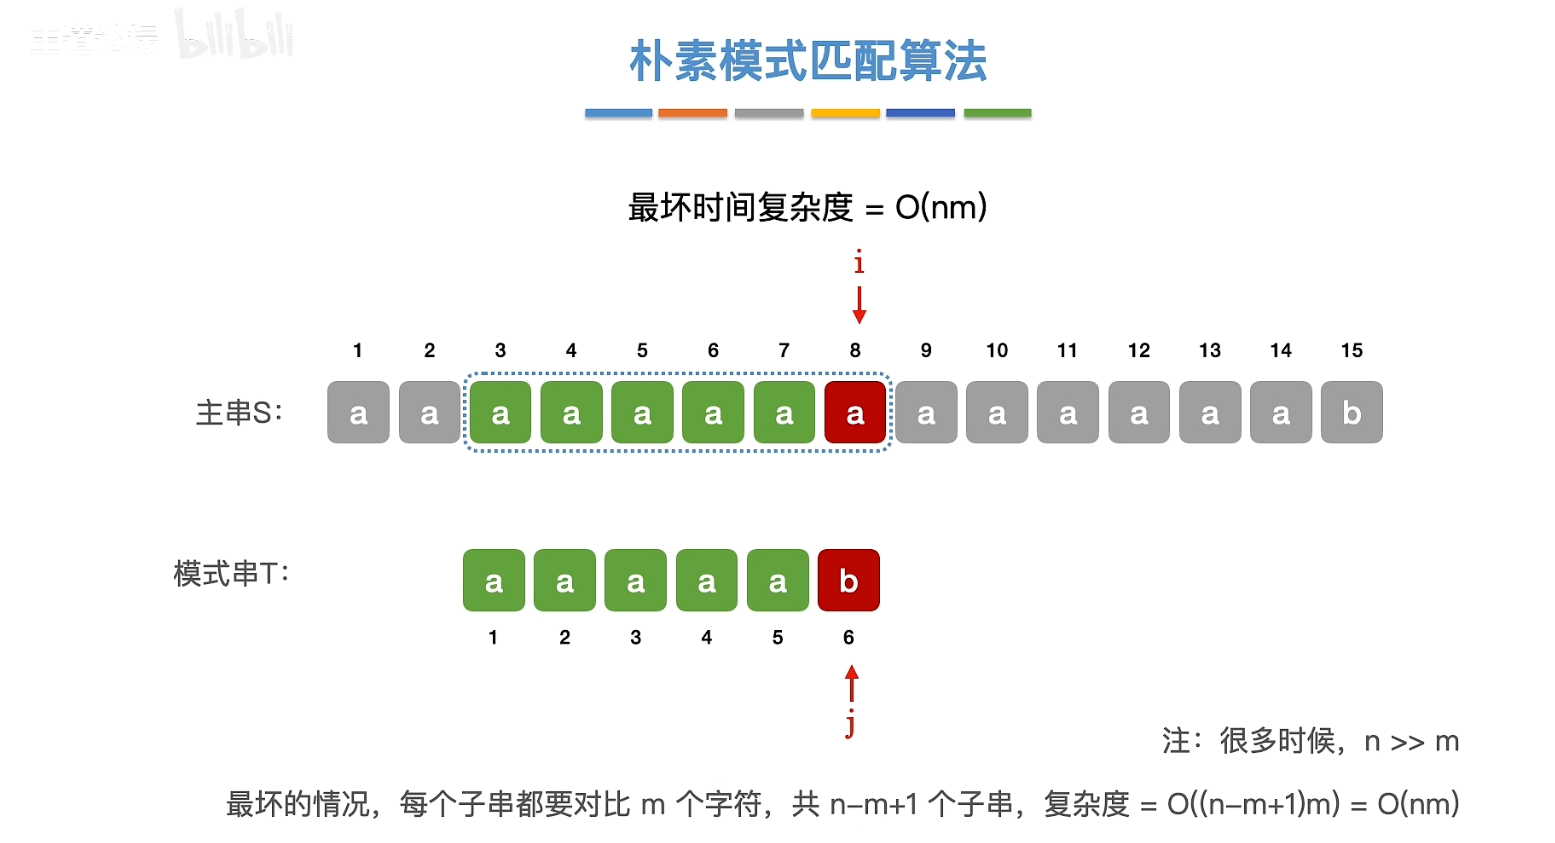 bilibili
朴素模式匹配算法
最坏时间复杂度 = O(nm)
i
1 2 3 4 5 6 7 8 9 10 11 12 13 14 15
主串S： a a a a a a a a a a a a a a b
模式串T： a a a a a b
1 2 3 4 5 6
j
注：很多时候，n >> m
最坏的情况，每个子串都要对比 m 个字符，共 n-m+1 个子串，复杂度 = O((n-m+1)m) = O(nm)